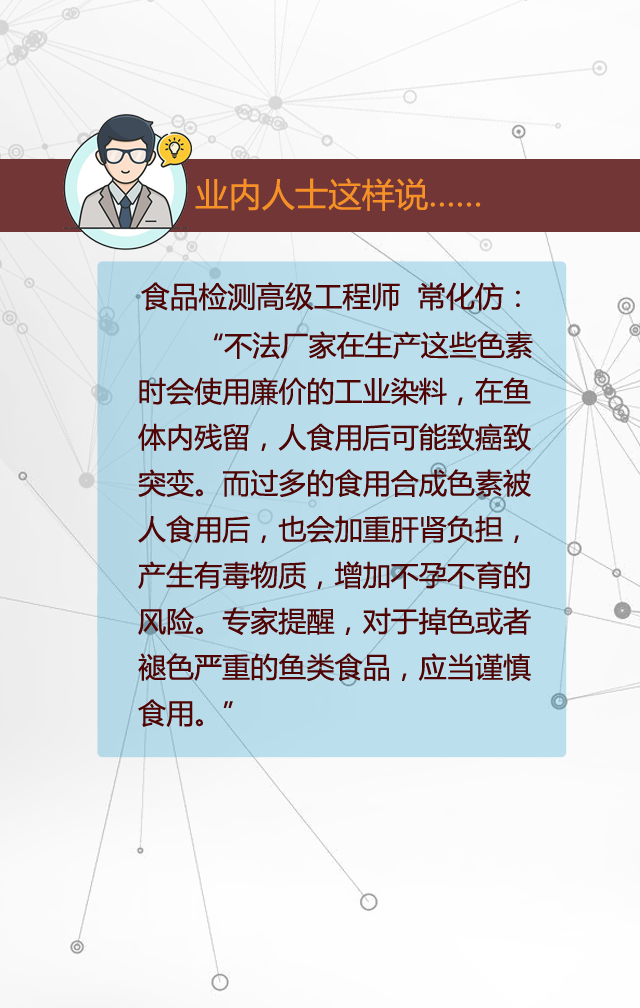 业内人士这样说……
食品检测高级工程师 常化仿：
“不法厂家在生产这些色素
时会使用廉价的工业染料，在鱼
体内残留，人食用后可能致癌致
突变。而过多的食用合成色素被
人食用后，也会加重肝肾负担，
产生有毒物质，增加不孕不育的
风险。专家提醒，对于掉色或者
褪色严重的鱼类食品，应当谨慎
食用。”